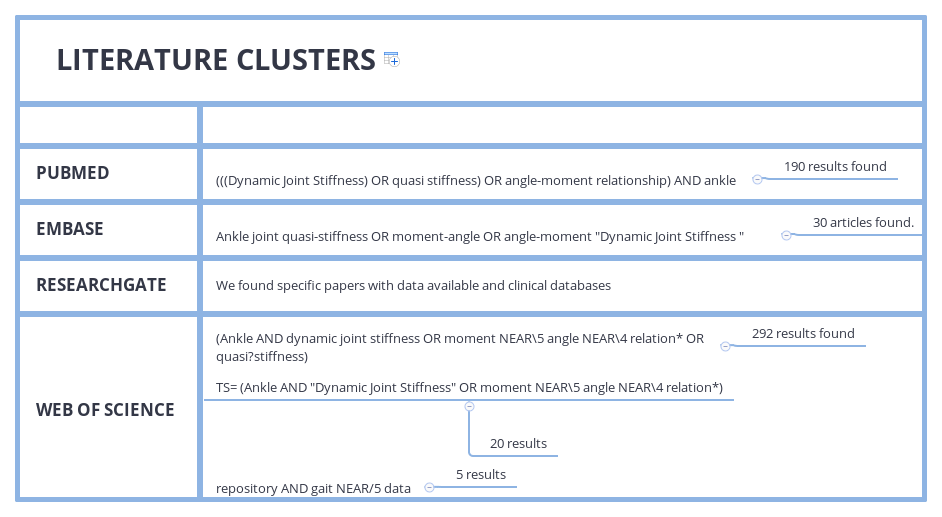 LITERATURE CLUSTERS
PUBMED
(((Dynamic Joint Stiffness) OR quasi stiffness) OR angle-moment relationship) AND ankle
190 results found
EMBASE
Ankle joint quasi-stiffness OR moment-angle OR angle-moment "Dynamic Joint Stiffness "
30 articles found.
RESEARCHGATE
We found specific papers with data available and clinical databases
WEB OF SCIENCE
(Ankle AND dynamic joint stiffness OR moment NEAR\5 angle NEAR\4 relation* OR
quasi?stiffness)
292 results found
TS= (Ankle AND "Dynamic Joint Stiffness" OR moment NEAR\5 angle NEAR\4 relation*)
20 results
repository AND gait NEAR/5 data
5 results